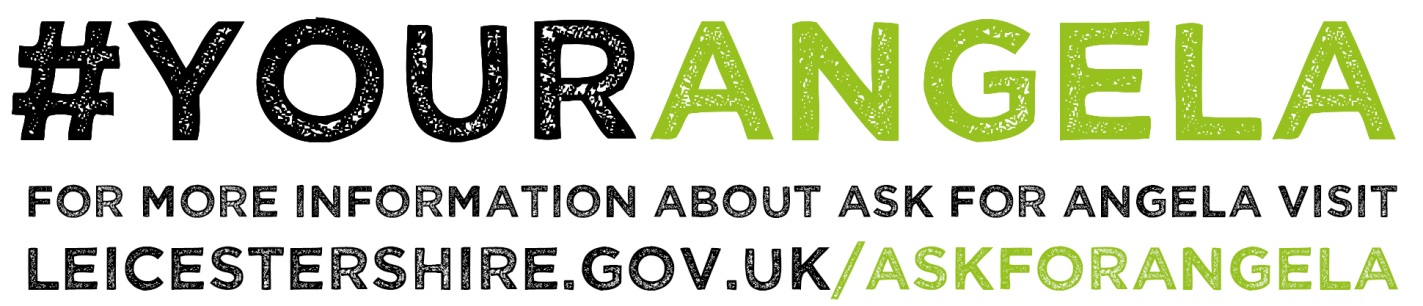 #YOURANGELA
FOR MORE INFORMATION ABOUT ASK FOR ANGELA VISIT
LEICESTERSHIRE.GOV.UK/ASKFORANGELA